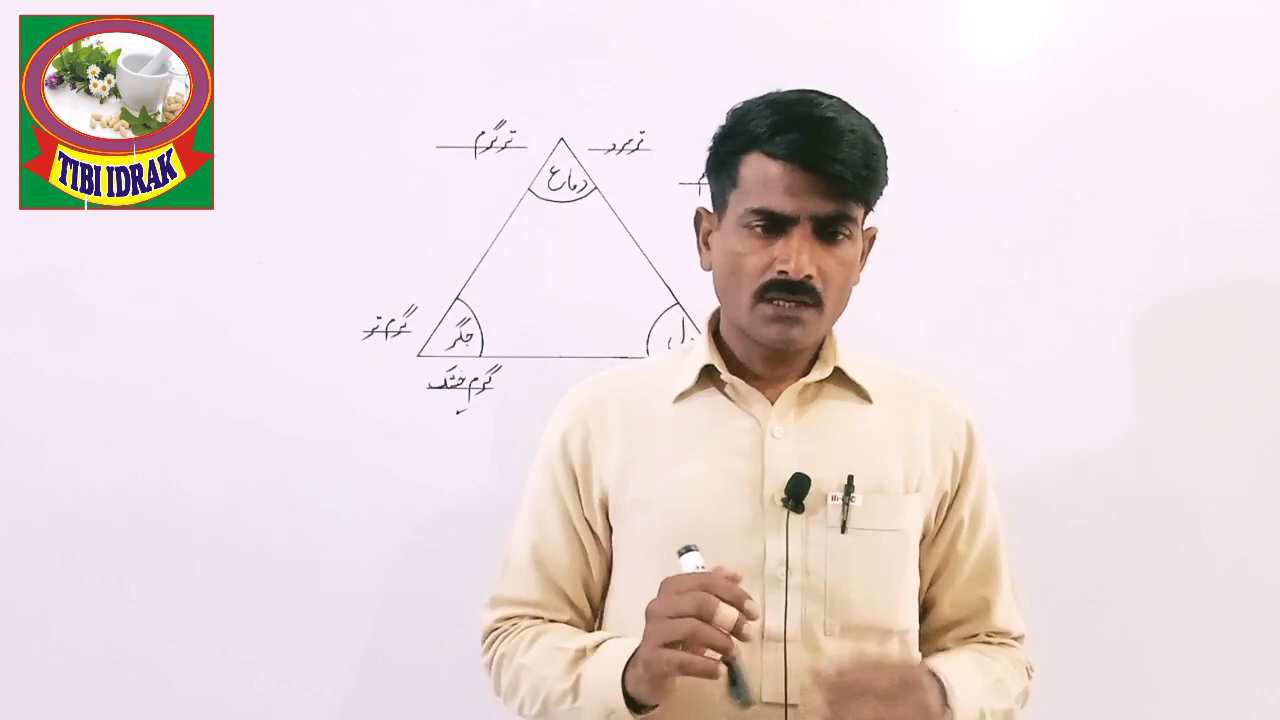 TIBI IDRAK
تر گرم
تر سرد
دماغ
گرم تر
جگر
گرم خشک